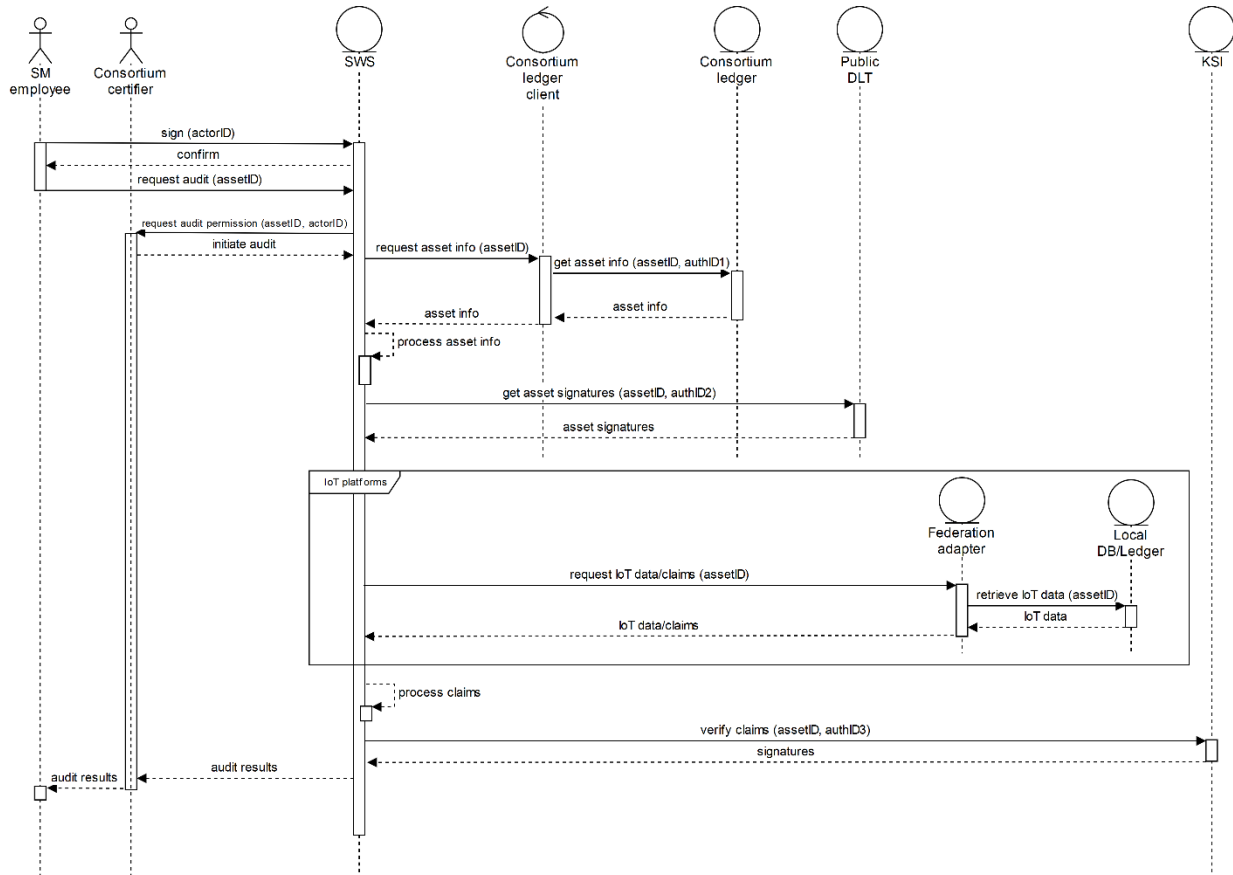 SM
employee
Consortium
certifier
SWS
Consortium
ledger
client
Consortium
ledger
Public
DLT
KSI
sign (actorID)
confirm
request audit (assetID)
request audit permission (assetID, actorID)
initiate audit
request asset info (assetID)
get asset info (assetID, authID1)
asset info
asset info
process asset info
get asset signatures (assetID, authID2)
asset signatures
IoT platforms
Federation
adapter
Local
DB/Ledger
request IoT data/claims (assetID)
retrieve IoT data (assetID)
IoT data
IoT data/claims
process claims
verify claims (assetID, authID3)
signatures
audit results
audit results